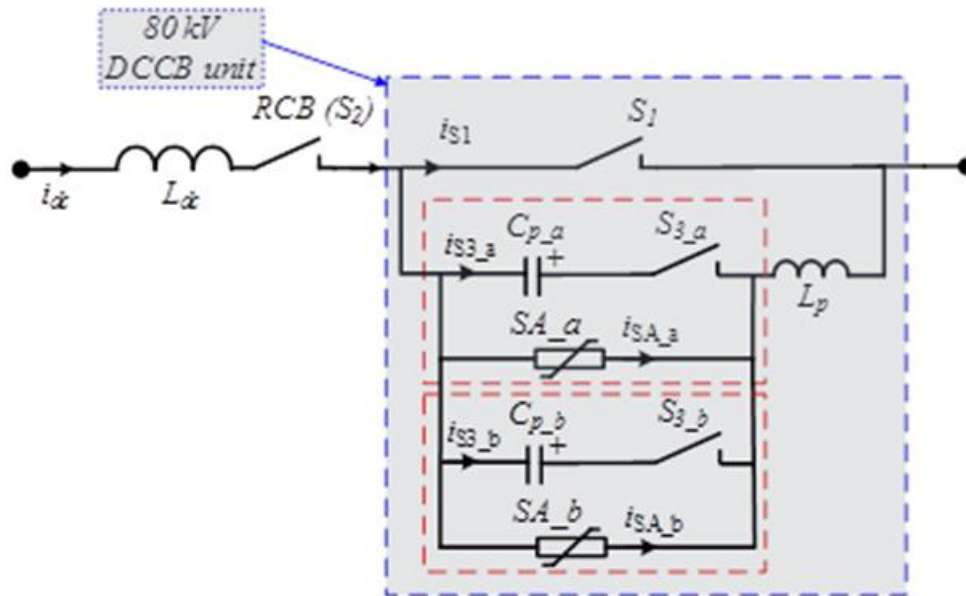 80 kV
DCCB unit
RCB (S2)
S1
iS1
idc
Ldc
Cp_a
S3_a
iS3_a
+
Lp
SA_a
iSA_a
Cp_b
S3_b
iS3_b
+
SA_b
iSA_b